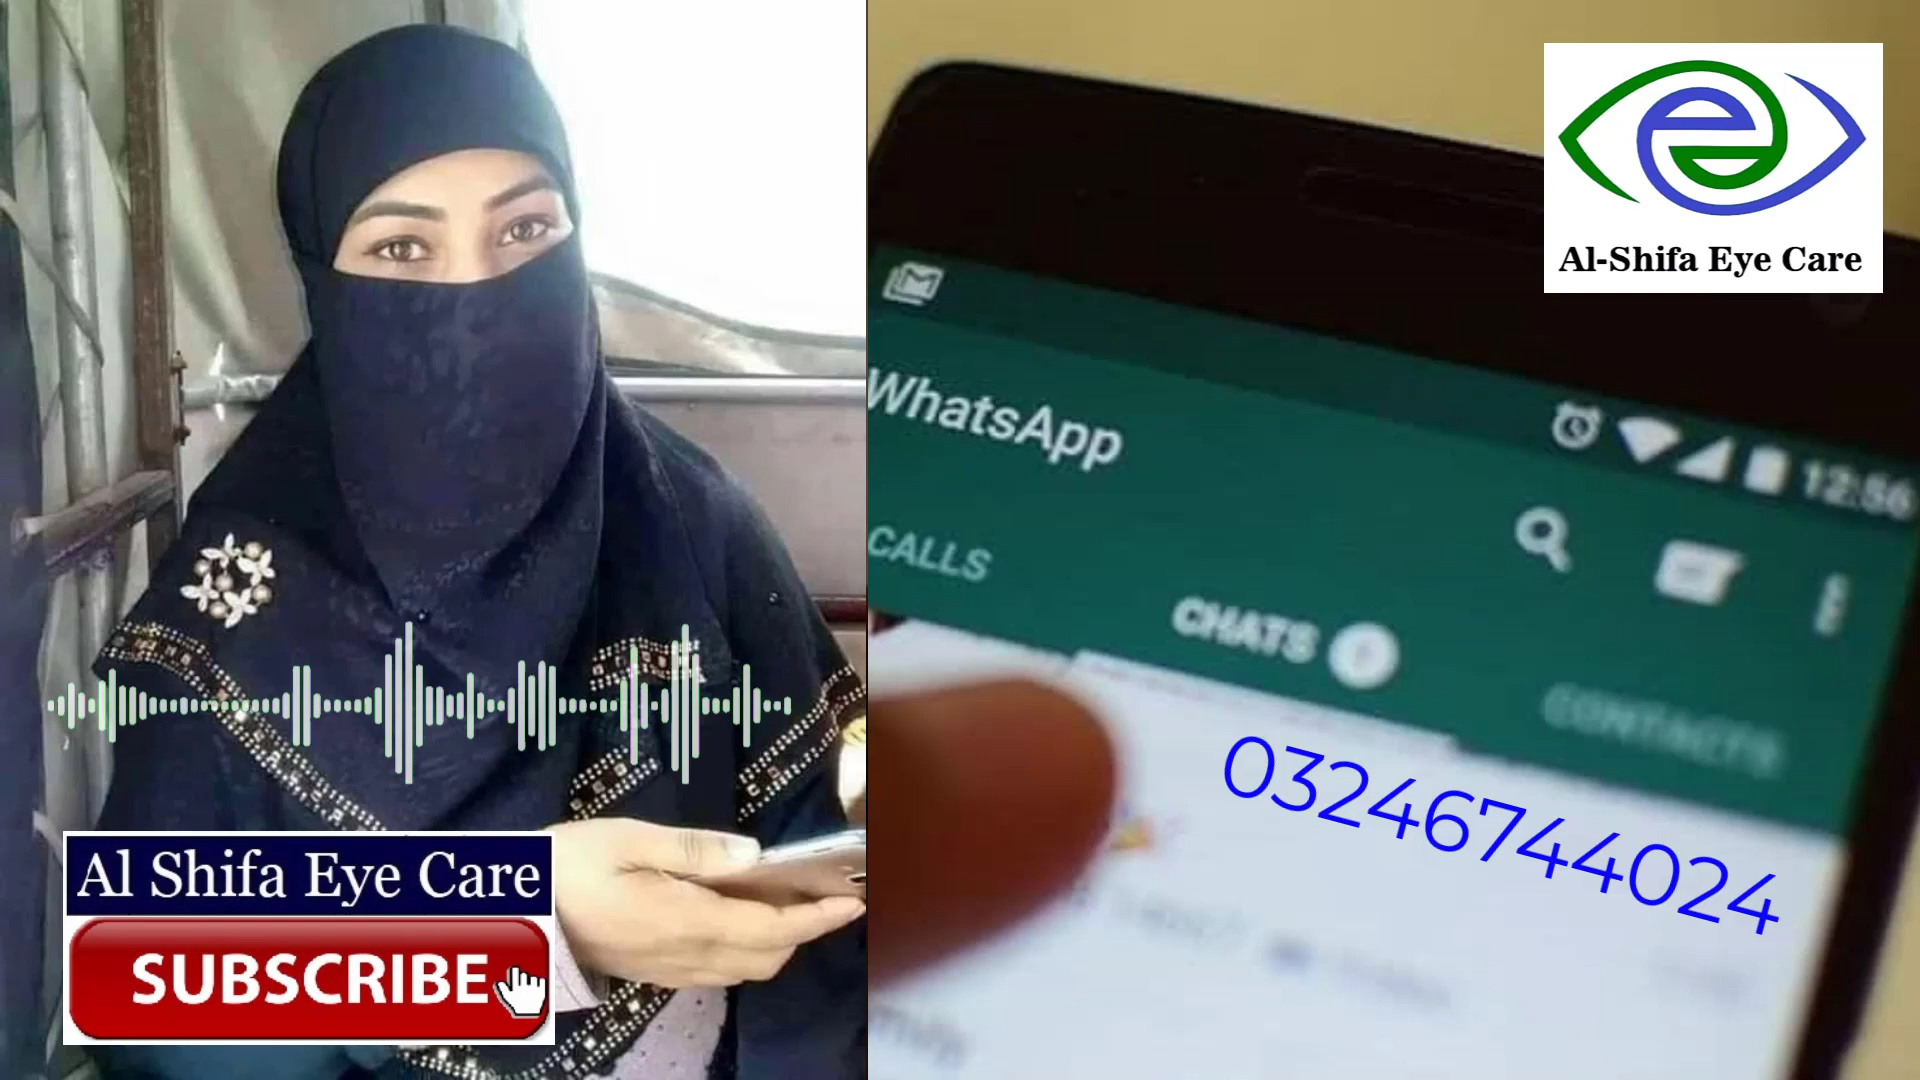 Al-Shifa Eye Care
12:56
WhatsApp
CALLS
CHATS
CONTACTS
03246744024
Al Shifa Eye Care
SUBSCRIBE